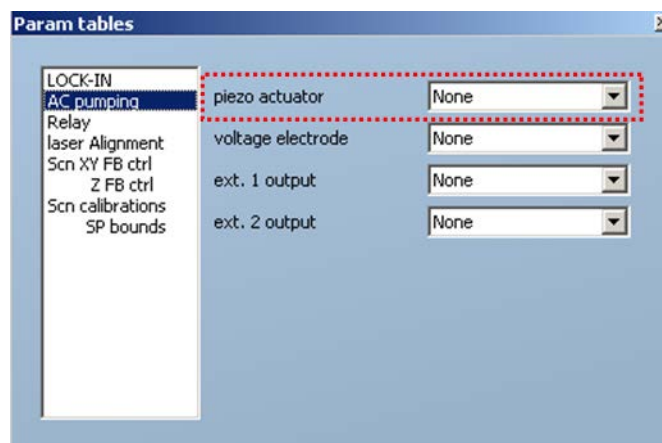 Param tables
LOCK-IN
AC pumping
Relay
laser Alignment
Scn XY FB ctrl
Z FB ctrl
Scn calibrations
SP bounds
piezo actuator None
voltage electrode None
ext. 1 output None
ext. 2 output None